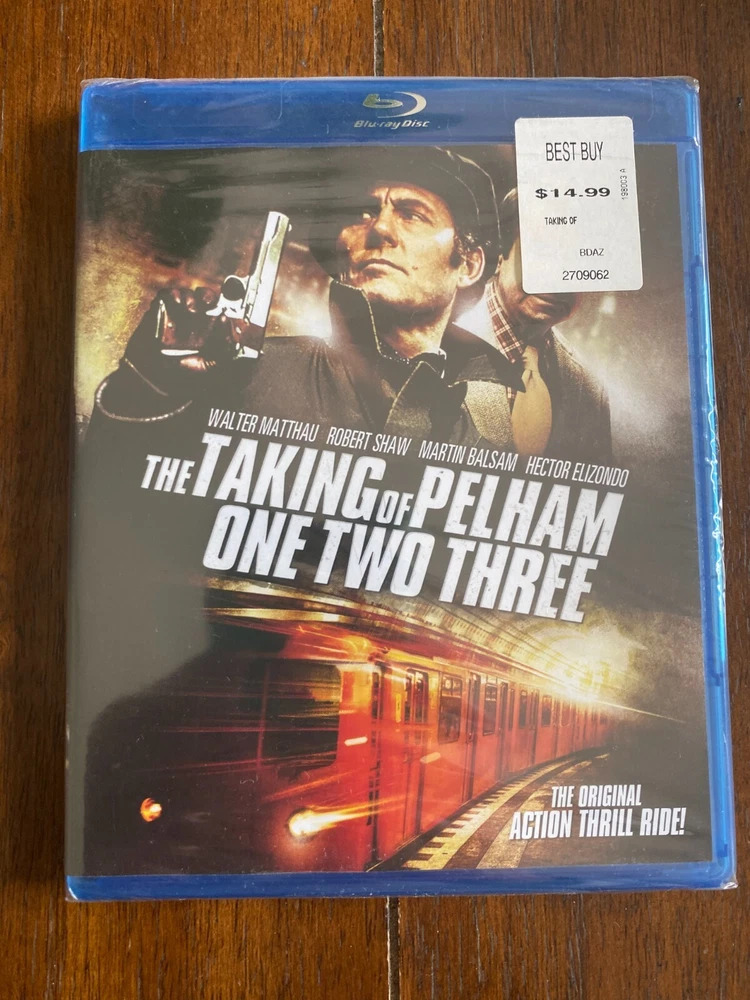 Blu-ray Disc
BEST BUY
$14.99
TAKING OF
BDAZ
2709062
WALTER MATTHAU ROBERT SHAW MARTIN BALSAM HECTOR ELIZONDO
THE TAKING OF PELHAM
ONE TWO THREE
THE ORIGINAL
ACTION THRILL RIDE!